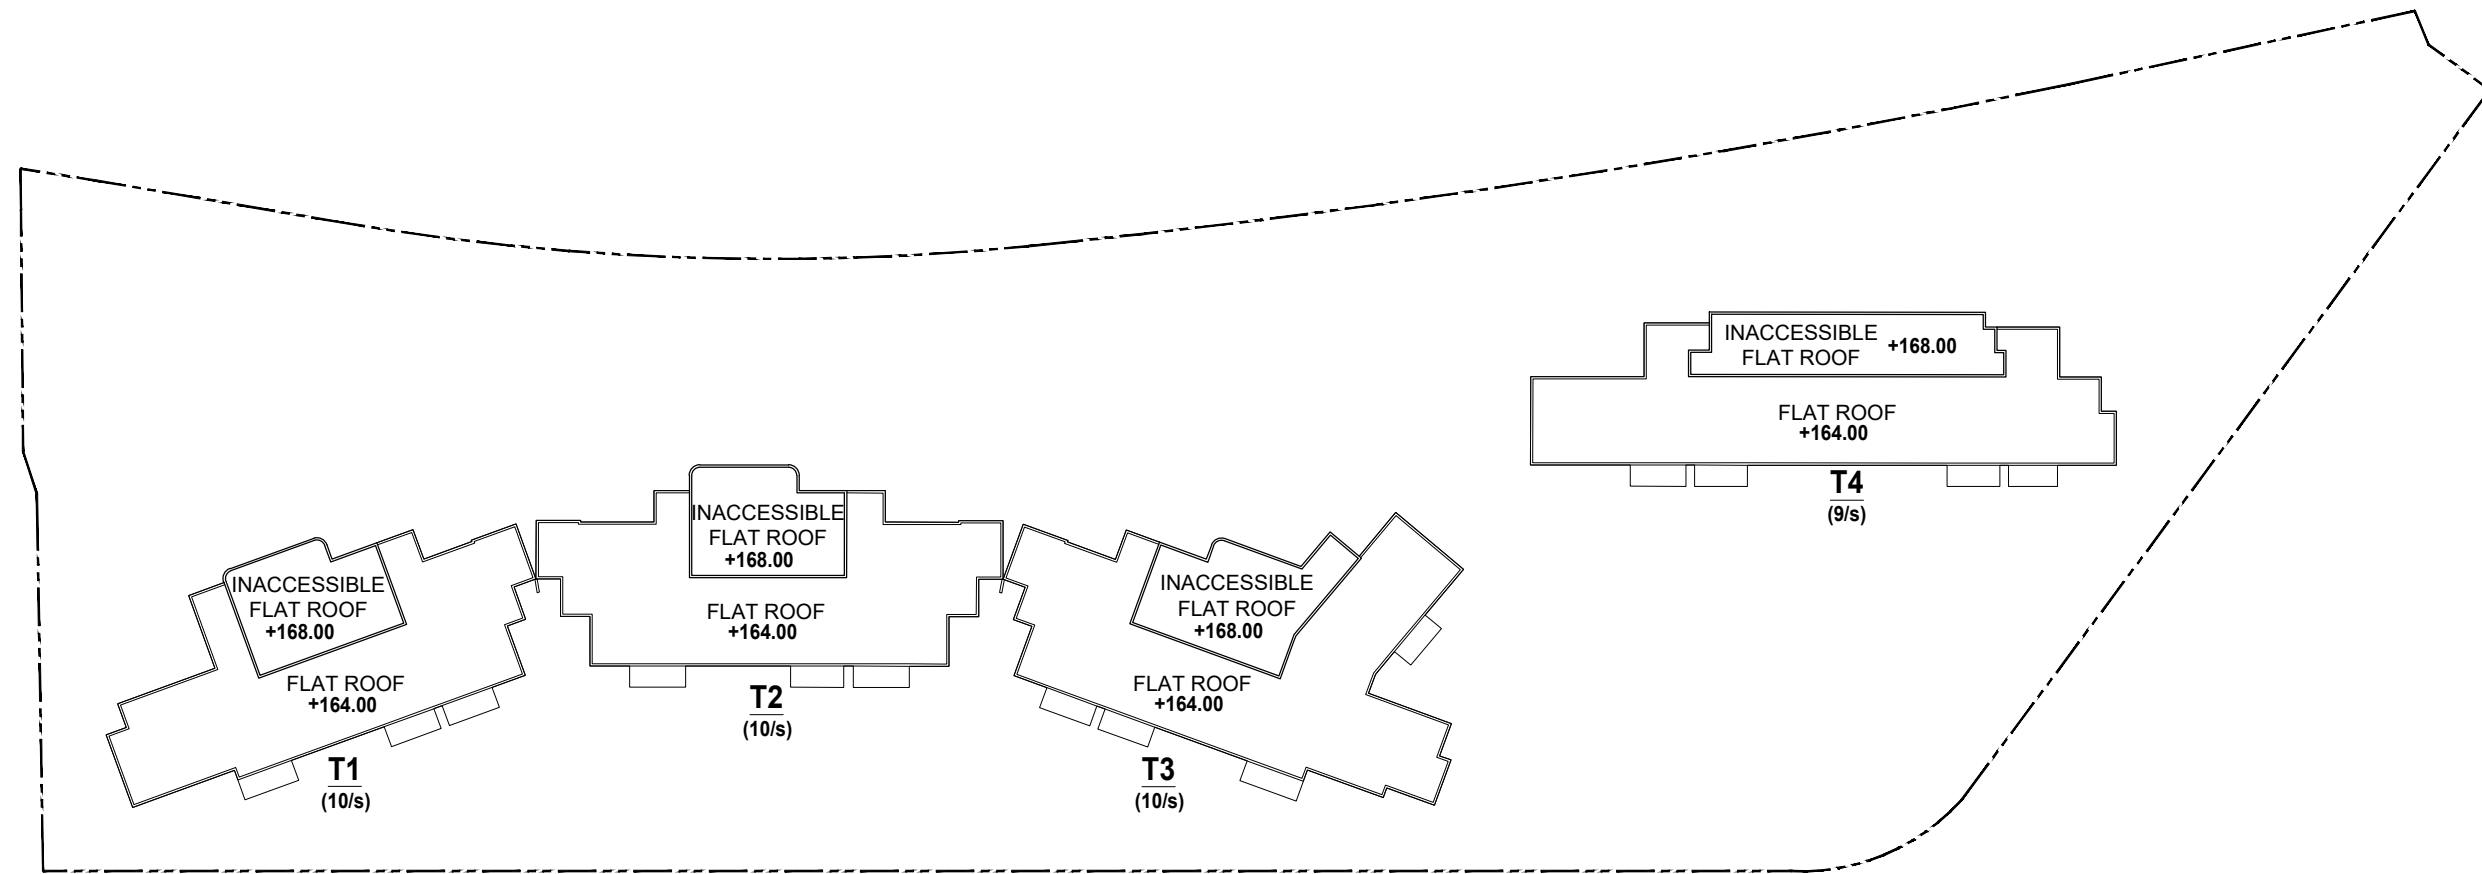 INACCESSIBLE
FLAT ROOF
+168.00
FLAT ROOF
+164.00
T1
(10/s)
INACCESSIBLE
FLAT ROOF
+168.00
FLAT ROOF
+164.00
T2
(10/s)
INACCESSIBLE
FLAT ROOF
+168.00
FLAT ROOF
+164.00
T3
(10/s)
INACCESSIBLE
FLAT ROOF
+168.00
FLAT ROOF
+164.00
T4
(9/s)